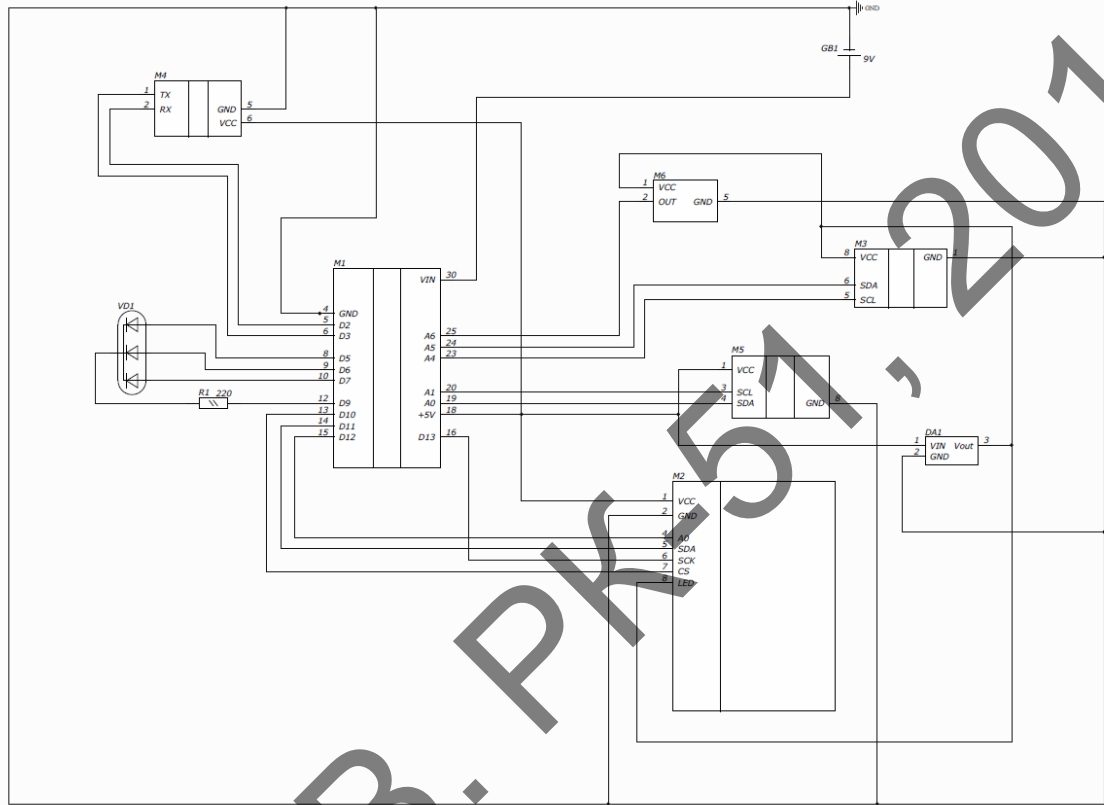 GND
GB1
9V
M4
1 TX
2 RX
GND 5
VCC 6
M6
1 VCC
2 OUT GND 5
M3
8 VCC GND 1
6 SDA
5 SCL
M1
VIN 30
4 GND
5 D2
6 D3
8 D5
9 D6
10 D7
12 D9
13 D10
14 D11
15 D12
A6 25
A5 24
A4 23
A1 20
A0 19
+5V 18
D13 16
VD1
R1 220
M5
1 VCC
3 SCL
4 SDA
GND 8
DA1
1 VIN Vout 3
2 GND
M2
1 VCC
2 GND
4 A0
5 SDA
6 SCK
7 CS
8 LED
В. РК-51, 201